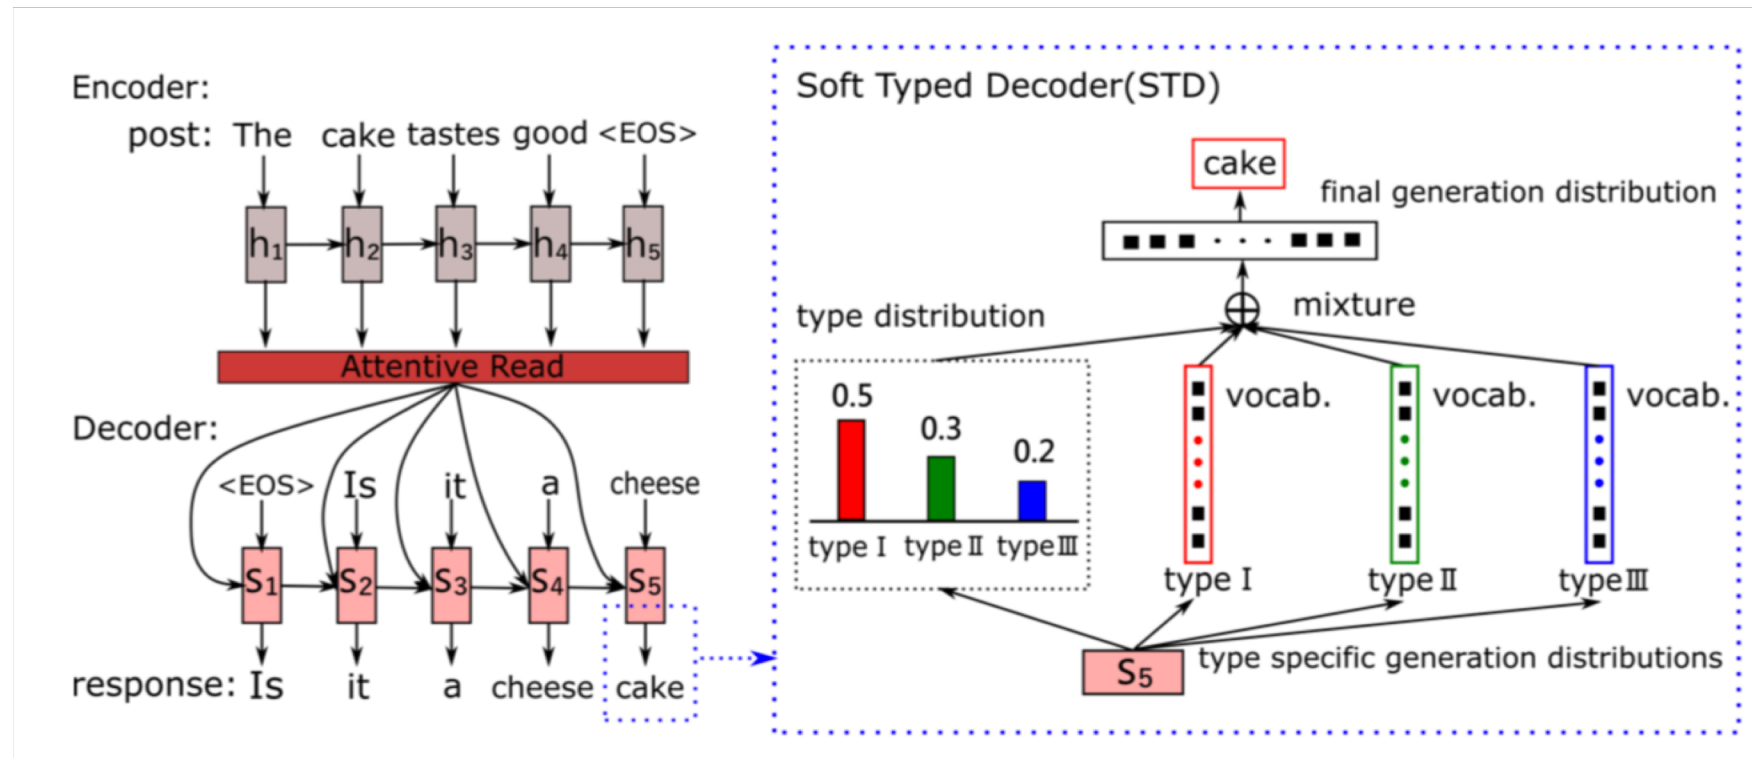 Encoder:
post: The cake tastes good <EOS>
h1 h2 h3 h4 h5
Attentive Read
Decoder:
<EOS> Is it a cheese
S1 S2 S3 S4 S5
response: Is it a cheese cake
Soft Typed Decoder(STD)
cake
final generation distribution
mixture
type distribution
0.5
0.3
0.2
type I type II type III
vocab. vocab. vocab.
type I type II type III
S5
type specific generation distributions